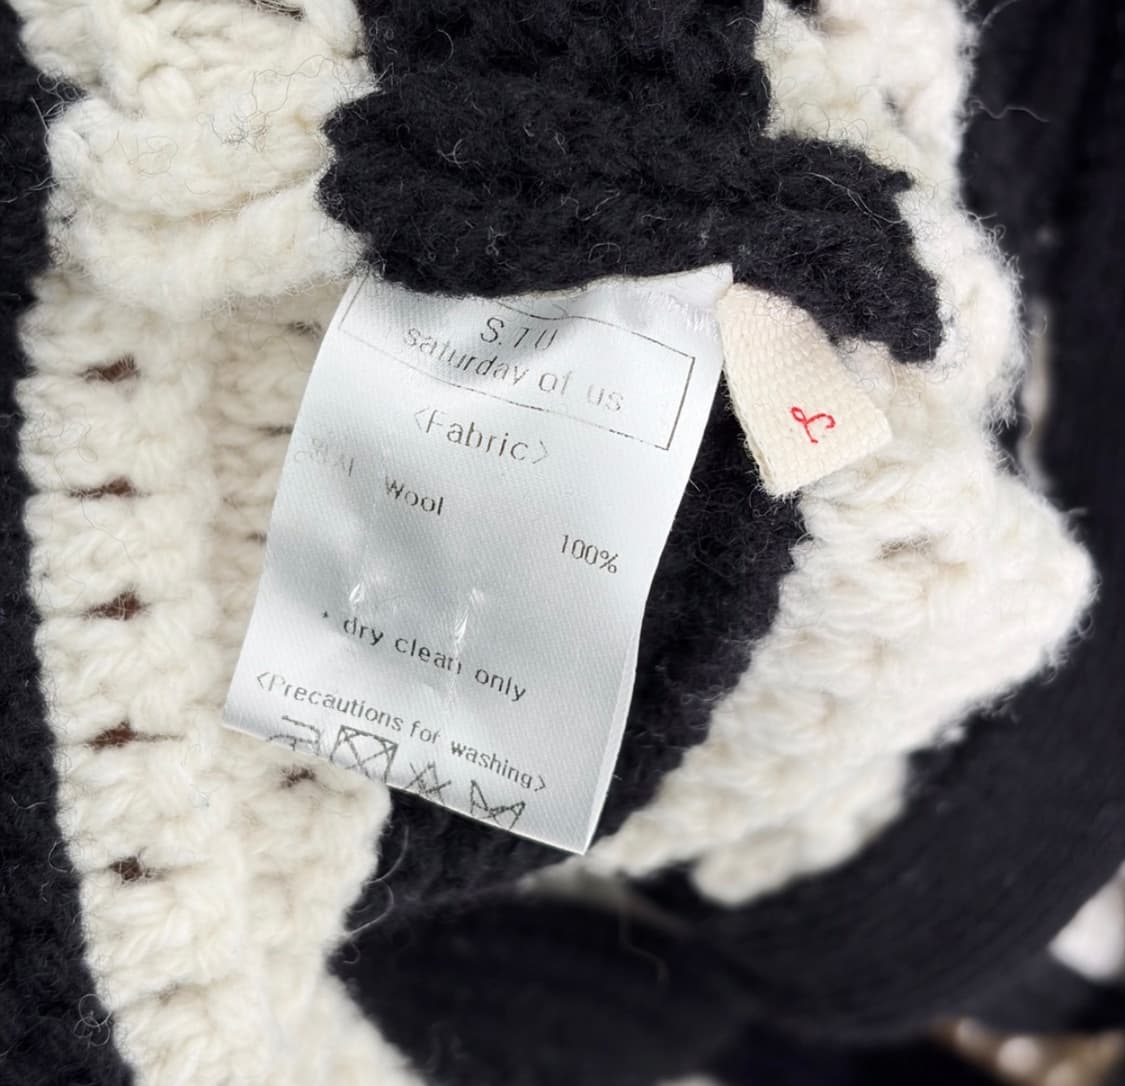 S.T.U
saturday of us
<Fabric>
Wool
100%
* dry clean only
<Precautions for washing>